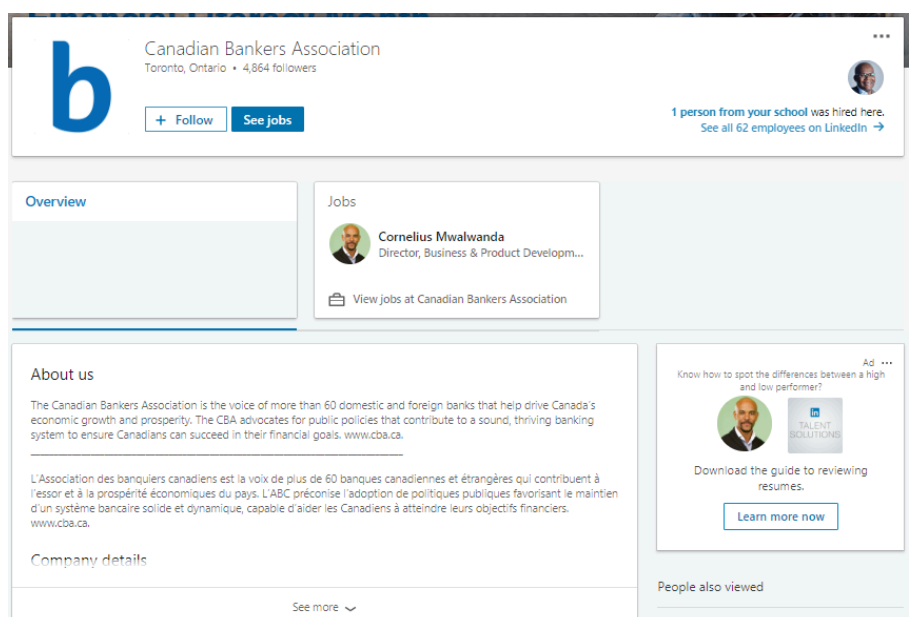 Financial Literacy Month
b
Canadian Bankers Association
Toronto, Ontario • 4,864 followers
+ Follow
See jobs
1 person from your school was hired here.
See all 62 employees on LinkedIn →
Overview
Jobs
Cornelius Mwalwanda
Director, Business & Product Developm...
View jobs at Canadian Bankers Association
About us
The Canadian Bankers Association is the voice of more than 60 domestic and foreign banks that help drive Canada's
economic growth and prosperity. The CBA advocates for public policies that contribute to a sound, thriving banking
system to ensure Canadians can succeed in their financial goals. www.cba.ca.
L'Association des banquiers canadiens est la voix de plus de 60 banques canadiennes et étrangères qui contribuent à
l'essor et à la prospérité économiques du pays. L'ABC préconise l'adoption de politiques publiques favorisant le maintien
d'un système bancaire solide et dynamique, capable d'aider les Canadiens à atteindre leurs objectifs financiers.
www.cba.ca.
Company details
See more
Ad
Know how to spot the differences between a high
and low performer?
in
TALENT
SOLUTIONS
Download the guide to reviewing
resumes.
Learn more now
People also viewed